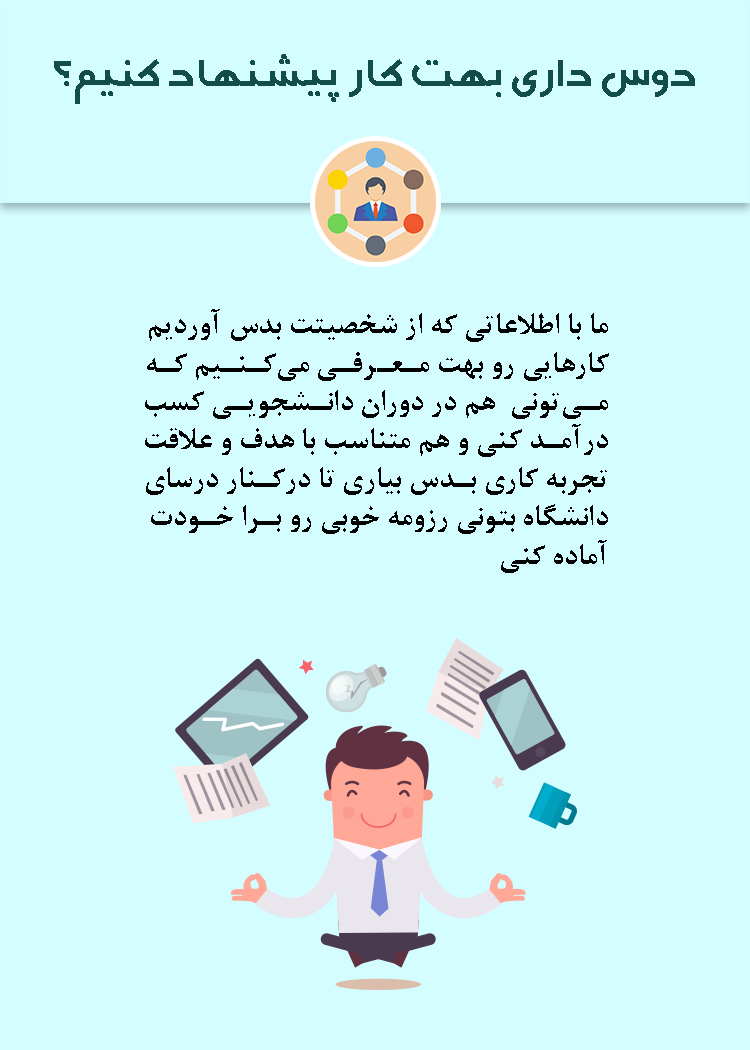 دوس داری بهت کار پیشنهاد کنیم؟
ما با اطلاعاتی که از شخصیتت بدس آوردیم
کارهایی رو بهت معرفی می‌کنیم که
می‌تونی هم در دوران دانشجویی کسب
درآمد کنی و هم متناسب با هدف و علاقت
تجربه کاری بدس بیاری تا درکنار درسای
دانشگاه بتونی رزومه خوبی رو برا خودت
آماده کنی